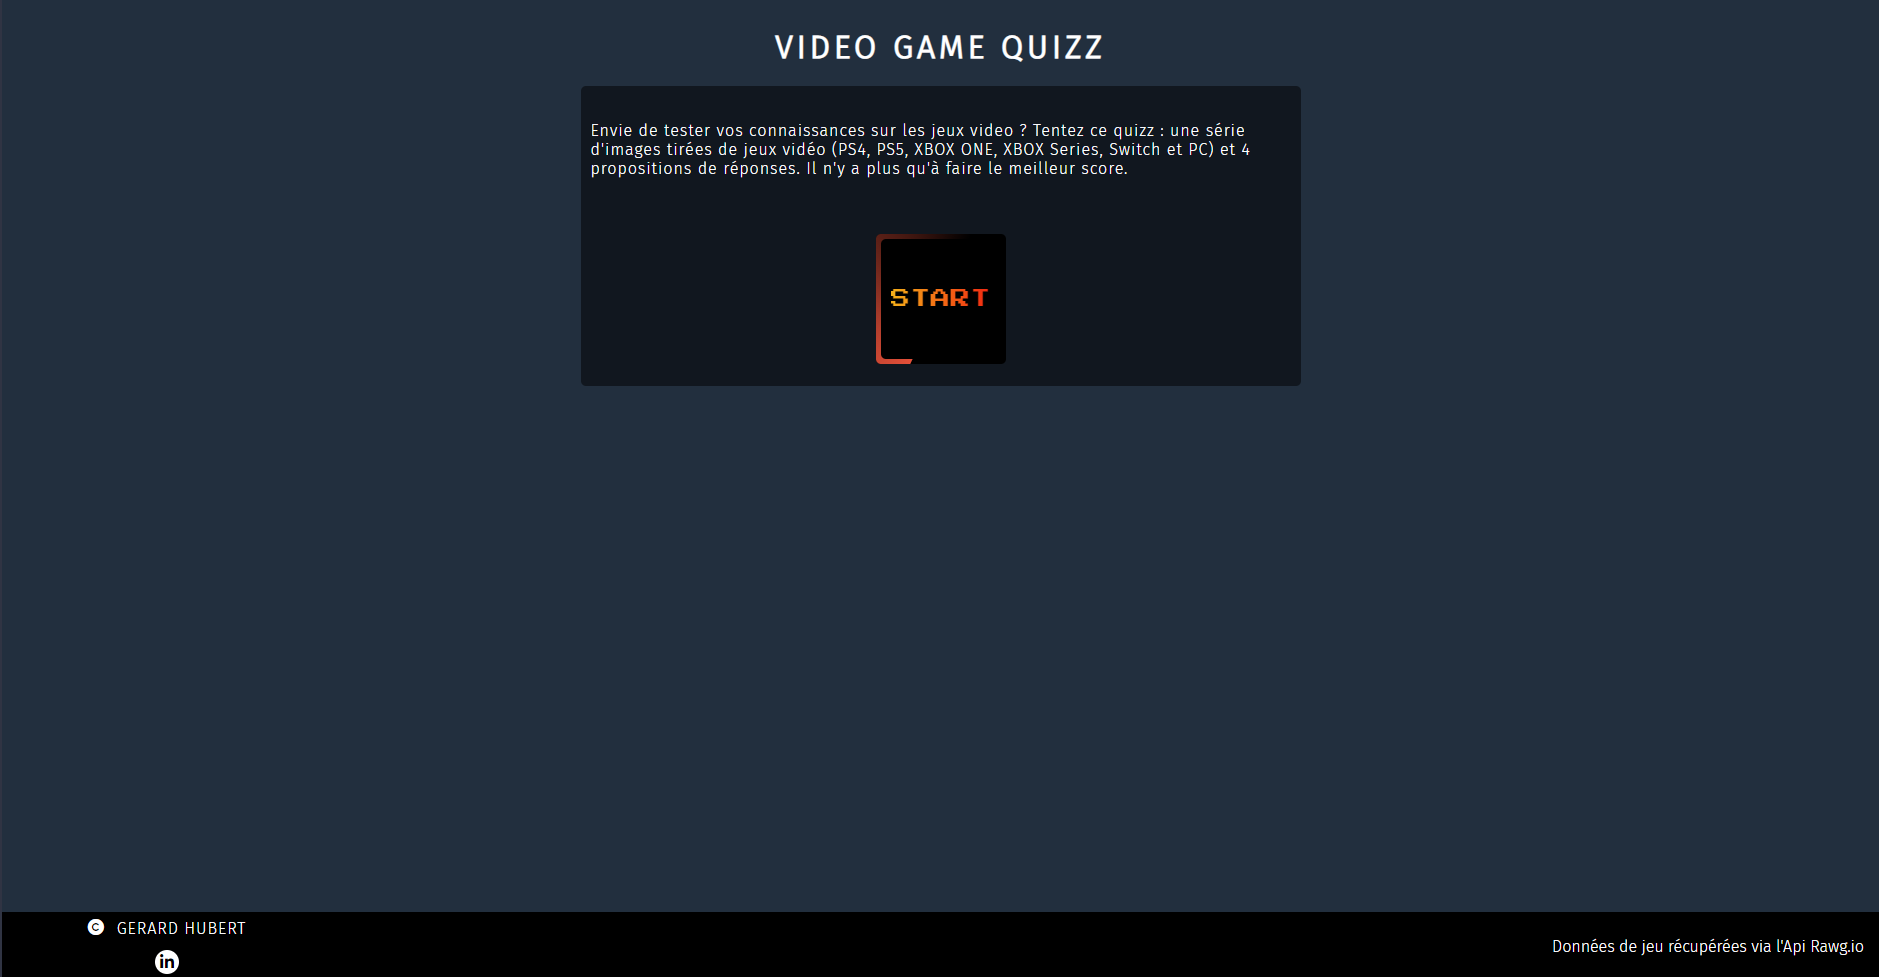 VIDEO GAME QUIZZ
Envie de tester vos connaissances sur les jeux video ? Tentez ce quizz : une série
d'images tirées de jeux vidéo (PS4, PS5, XBOX ONE, XBOX Series, Switch et PC) et 4
propositions de réponses. Il n'y a plus qu'à faire le meilleur score.
START
© GERARD HUBERT
in
Données de jeu récupérées via l'Api Rawg.io